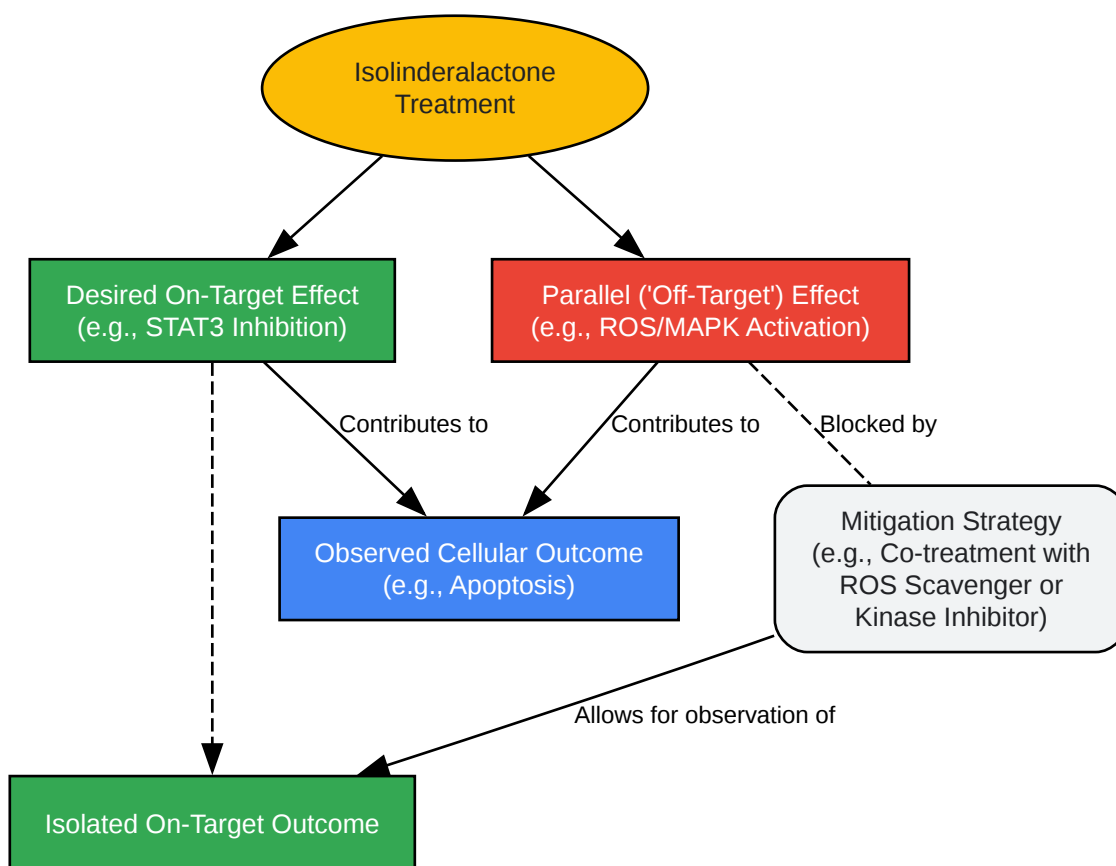 Isolinderalactone
Treatment
Desired On-Target Effect
(e.g., STAT3 Inhibition)
Parallel ('Off-Target') Effect
(e.g., ROS/MAPK Activation)
Contributes to
Contributes to
Blocked by
Observed Cellular Outcome
(e.g., Apoptosis)
Mitigation Strategy
(e.g., Co-treatment with
ROS Scavenger or
Kinase Inhibitor)
Allows for observation of
Isolated On-Target Outcome